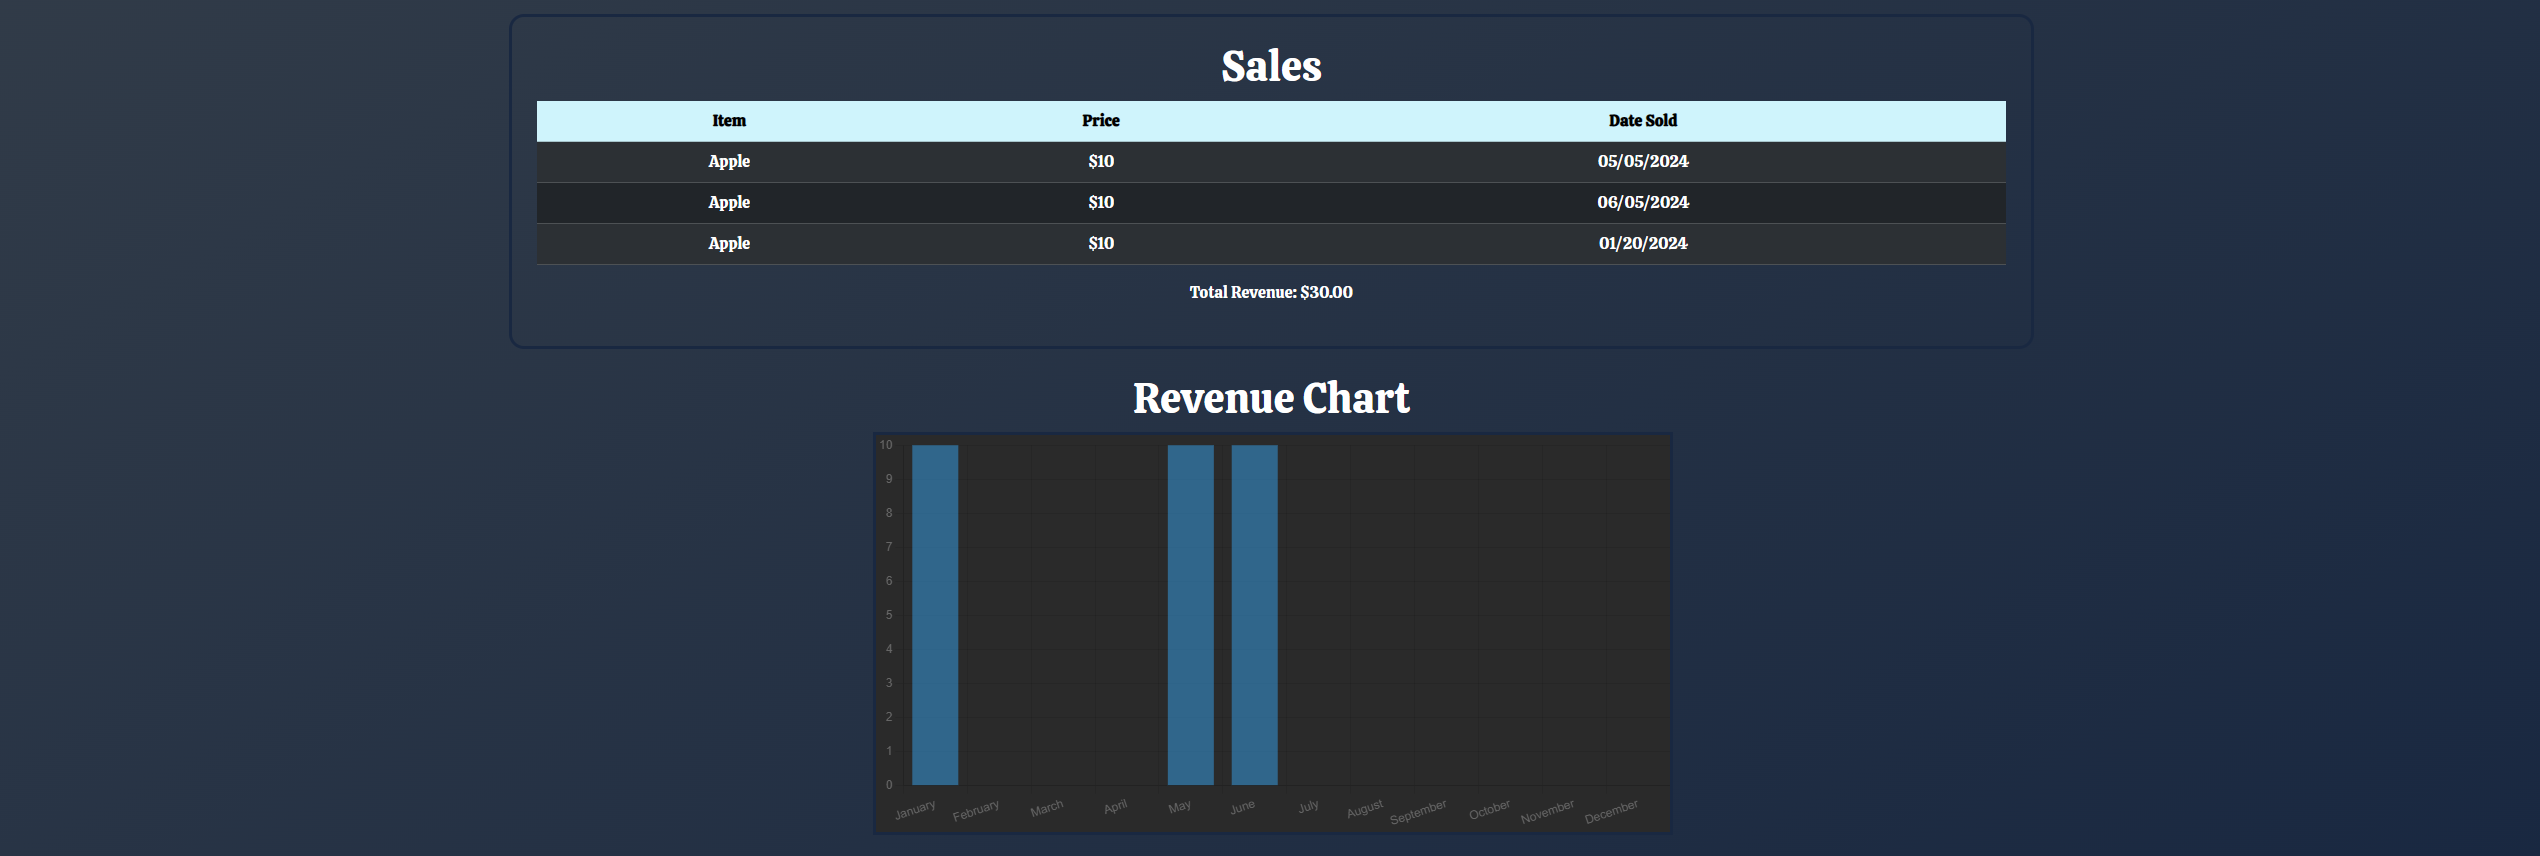 Sales
Item Price Date Sold
Apple $10 05/05/2024
Apple $10 06/05/2024
Apple $10 01/20/2024
Total Revenue: $30.00
Revenue Chart
10
9
8
7
6
5
4
3
2
1
0
January February March April May June July August September October November December